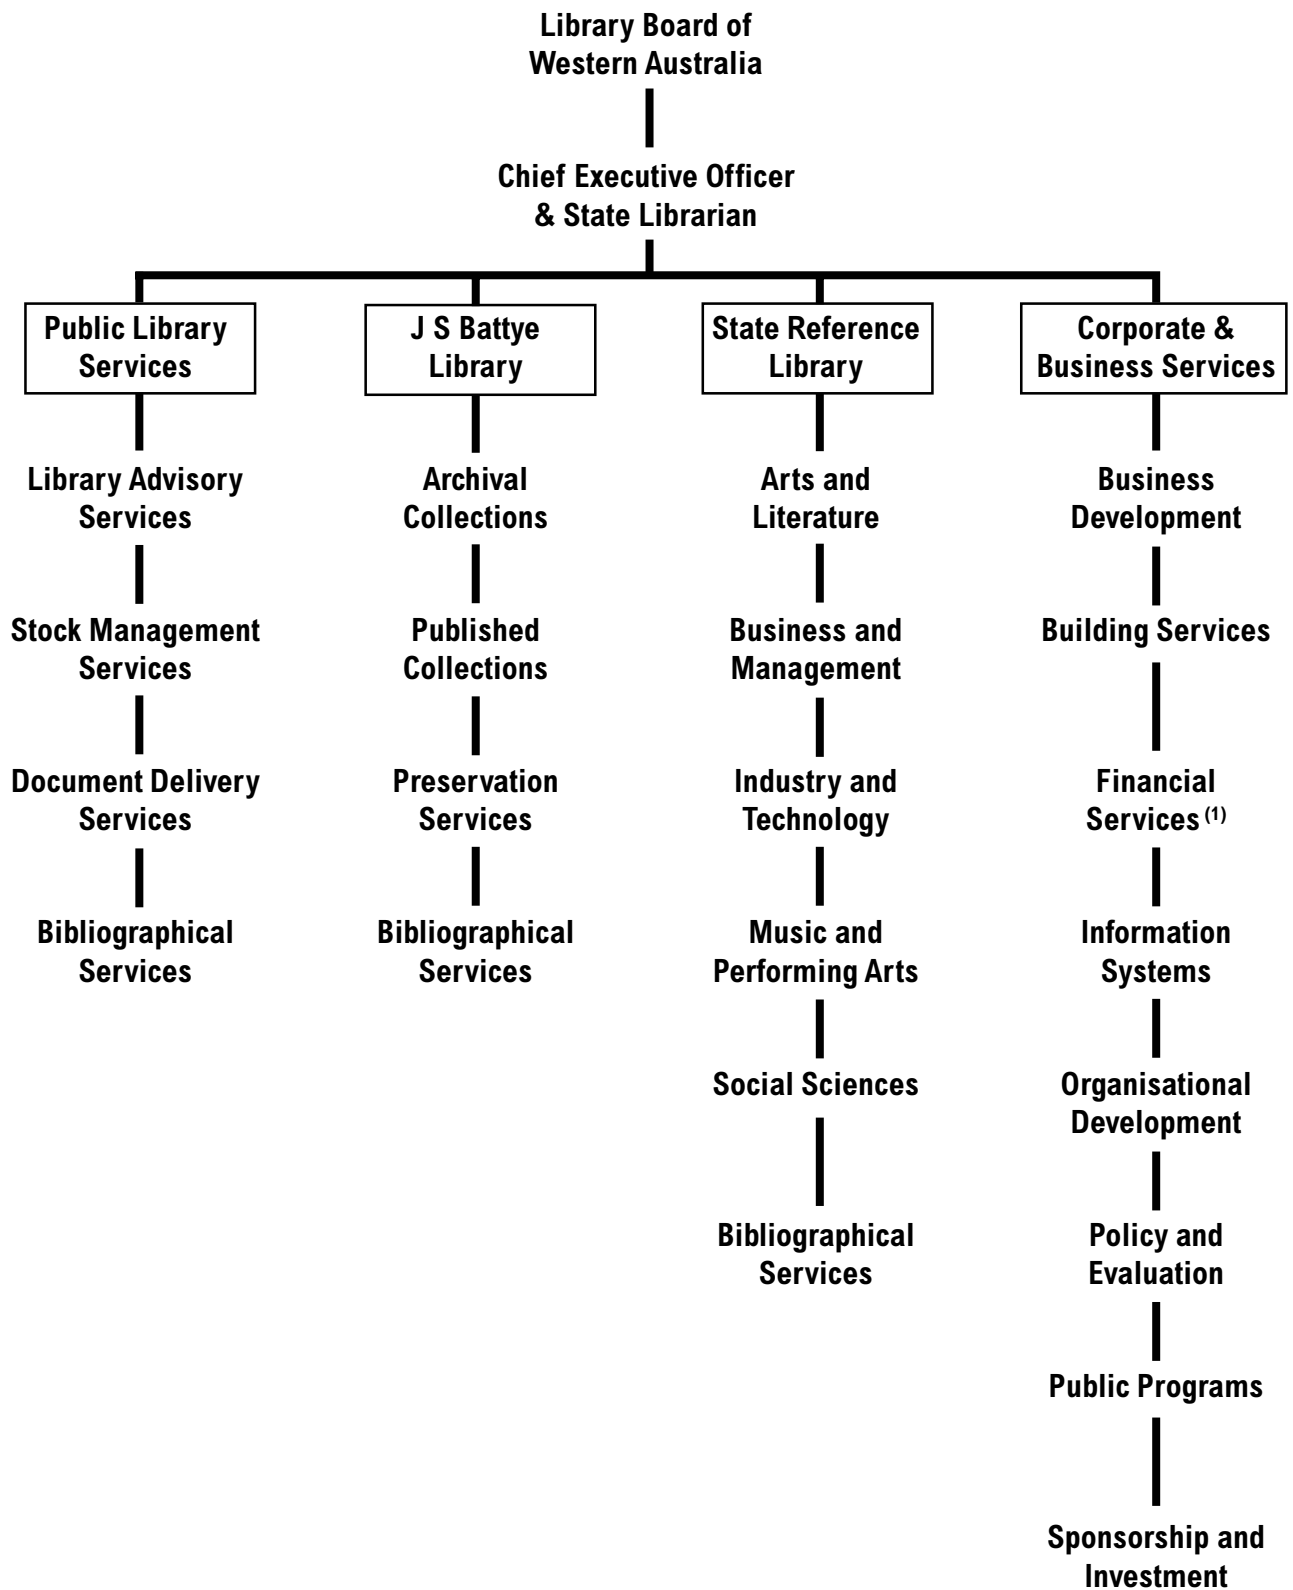 Library Board of
Western Australia
Chief Executive Officer
& State Librarian
Public Library
Services
J S Battye
Library
State Reference
Library
Corporate &
Business Services
Library Advisory
Services
Stock Management
Services
Document Delivery
Services
Bibliographical
Services
Archival
Collections
Published
Collections
Preservation
Services
Bibliographical
Services
Arts and
Literature
Business and
Management
Industry and
Technology
Music and
Performing Arts
Social Sciences
Bibliographical
Services
Business
Development
Building Services
Financial
Services (1)
Information
Systems
Organisational
Development
Policy and
Evaluation
Public Programs
Sponsorship and
Investment